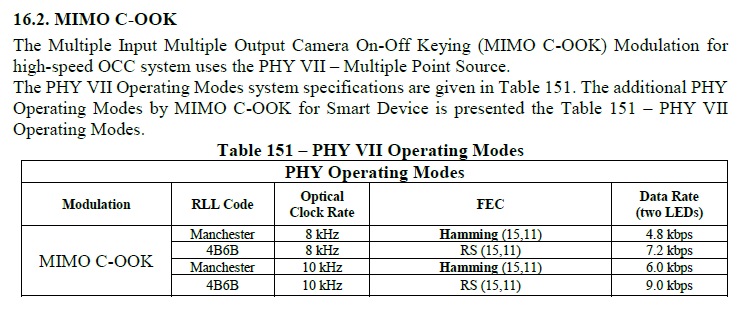 16.2. MIMO C-OOK
The Multiple Input Multiple Output Camera On-Off Keying (MIMO C-OOK) Modulation for
high-speed OCC system uses the PHY VII – Multiple Point Source.
The PHY VII Operating Modes system specifications are given in Table 151. The additional PHY
Operating Modes by MIMO C-OOK for Smart Device is presented the Table 151 – PHY VII
Operating Modes.
Table 151 – PHY VII Operating Modes
PHY Operating Modes
Modulation RLL Code Optical Clock Rate FEC Data Rate (two LEDs)
MIMO C-OOK
Manchester 8 kHz Hamming (15,11) 4.8 kbps
4B6B 8 kHz RS (15,11) 7.2 kbps
Manchester 10 kHz Hamming (15,11) 6.0 kbps
4B6B 10 kHz RS (15,11) 9.0 kbps